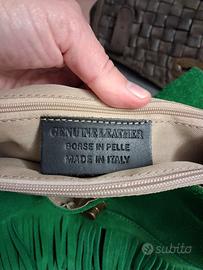 GENUINE LEATHER
BORSE IN PELLE
MADE IN ITALY
subito